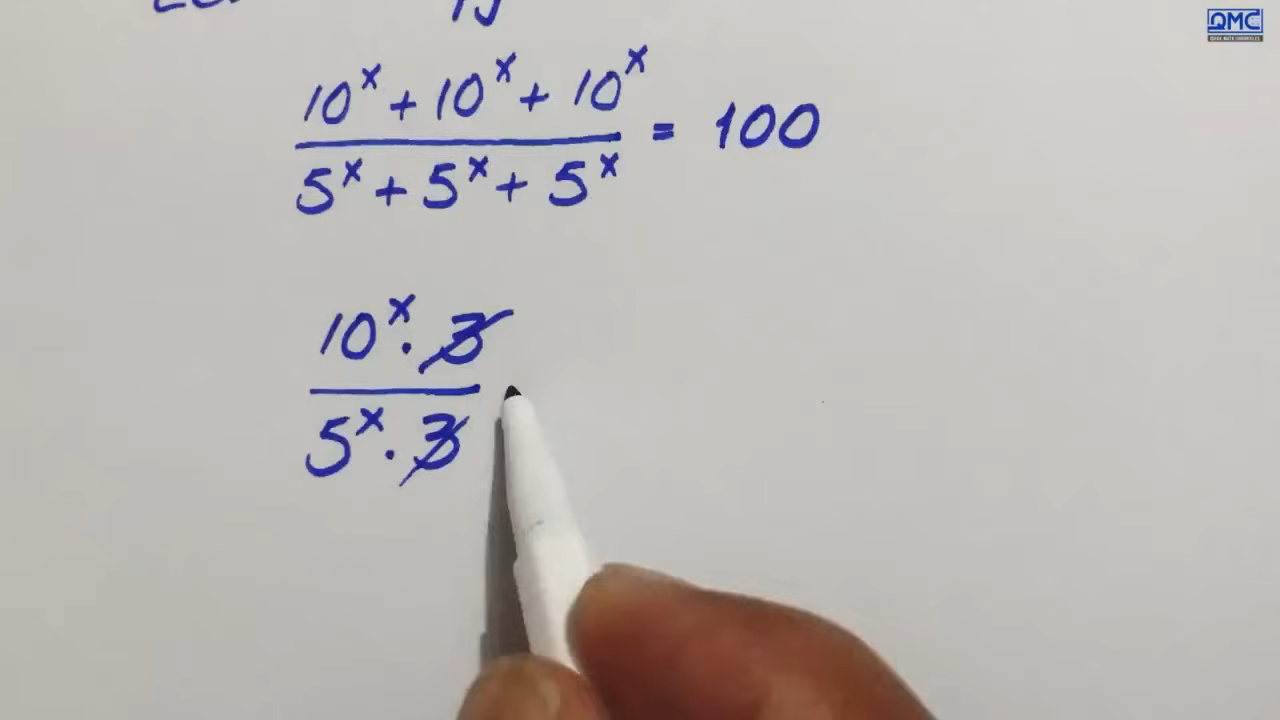 QMC
10^x + 10^x + 10^x
5^x + 5^x + 5^x
= 100
10^x · 3
5^x · 3